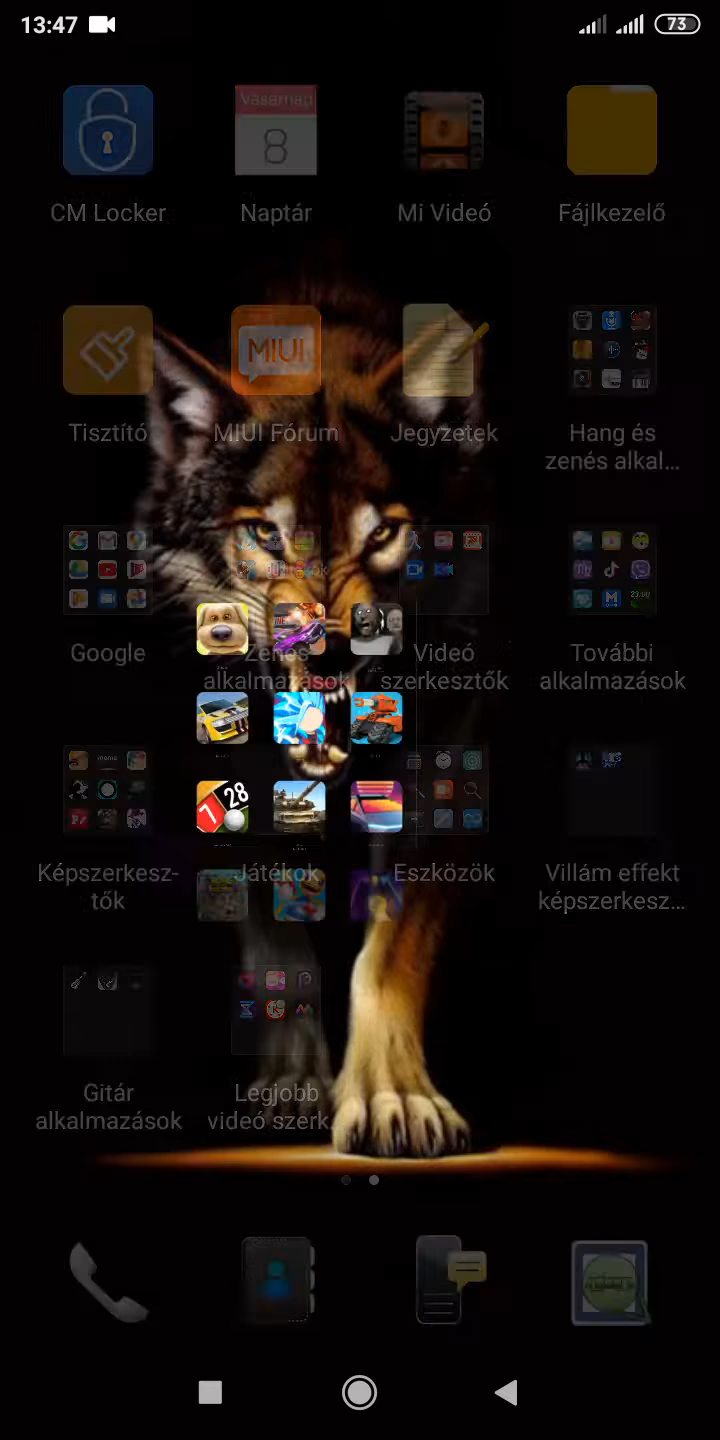 13:47
73
Vasárnap
8
CM Locker
Naptár
Mi Videó
Fájlkezelő
MIUI
Tisztító
MIUI Fórum
Jegyzetek
Hang és
zenés alkal...
Google
Zenés
alkalmazások
Videó
szerkesztők
További
alkalmazások
7
28
Képszerkesz-
tők
Játékok
Eszközök
Villám effekt
képszerkesz...
Gitár
alkalmazások
Legjobb
videó szerk.